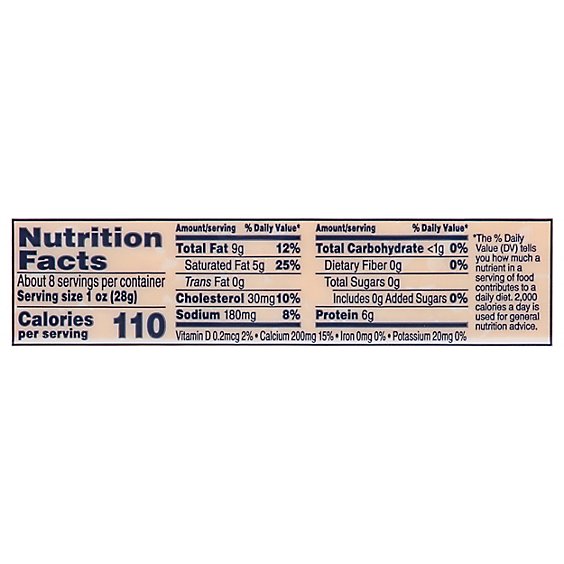 Nutrition
Facts
About 8 servings per container
Serving size 1 oz (28g)
Calories
per serving
110
Amount/serving % Daily Value*
Total Fat 9g 12%
Saturated Fat 5g 25%
Trans Fat 0g
Cholesterol 30mg 10%
Sodium 180mg 8%
Amount/serving % Daily Value*
Total Carbohydrate <1g 0%
Dietary Fiber 0g 0%
Total Sugars 0g
Includes 0g Added Sugars 0%
Protein 6g
Vitamin D 0.2mcg 2% • Calcium 200mg 15% • Iron 0mg 0% • Potassium 20mg 0%
*The % Daily
Value (DV) tells
you how much a
nutrient in a
serving of food
contributes to a
daily diet. 2,000
calories a day is
used for general
nutrition advice.